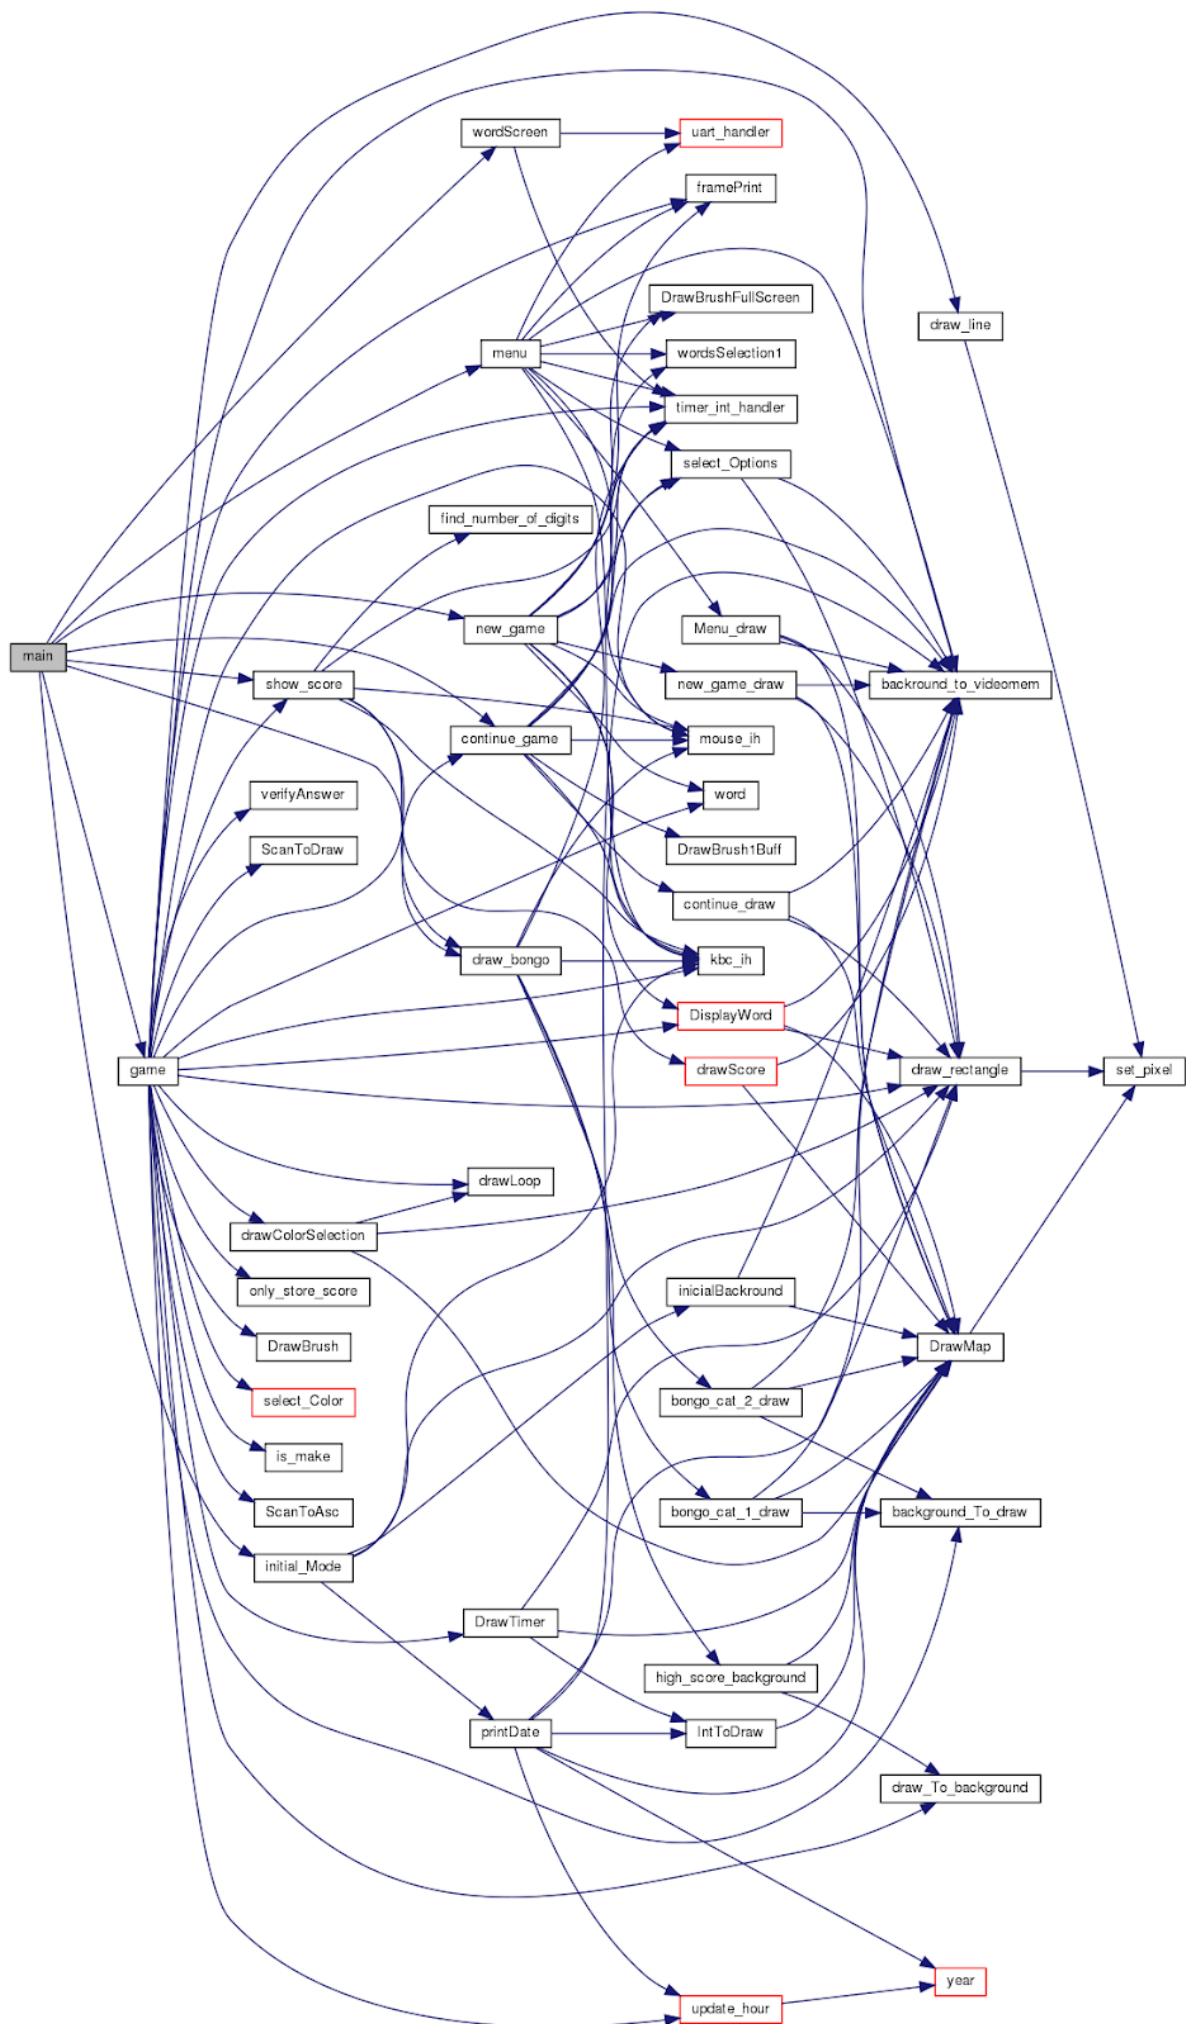 wordScreen
uart_handler
framePrint
DrawBrushFullScreen
draw_line
menu
wordsSelection1
timer_int_handler
select_Options
find_number_of_digits
new_game
Menu_draw
main
show_score
new_game_draw
backround_to_videomem
continue_game
mouse_ih
verifyAnswer
word
ScanToDraw
DrawBrush1Buff
continue_draw
draw_bongo
kbc_ih
DisplayWord
game
drawScore
draw_rectangle
set_pixel
drawLoop
drawColorSelection
only_store_score
inicialBackround
DrawBrush
DrawMap
select_Color
bongo_cat_2_draw
is_make
ScanToAsc
bongo_cat_1_draw
background_To_draw
initial_Mode
DrawTimer
high_score_background
printDate
IntToDraw
draw_To_background
year
update_hour